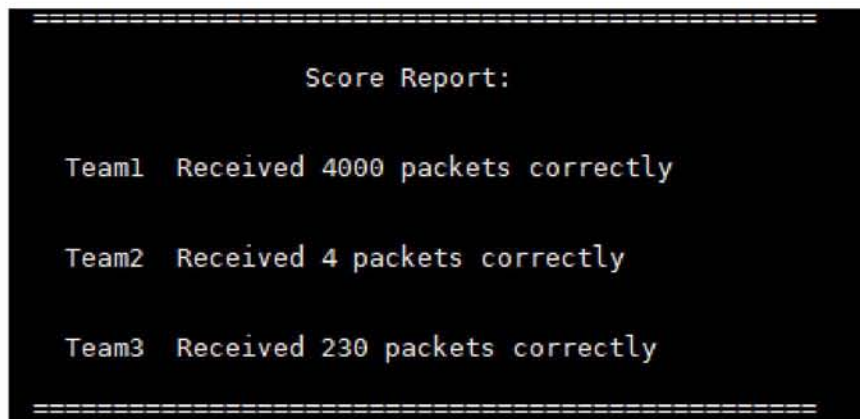 =================================================
Score Report:
Team1 Received 4000 packets correctly
Team2 Received 4 packets correctly
Team3 Received 230 packets correctly
=================================================